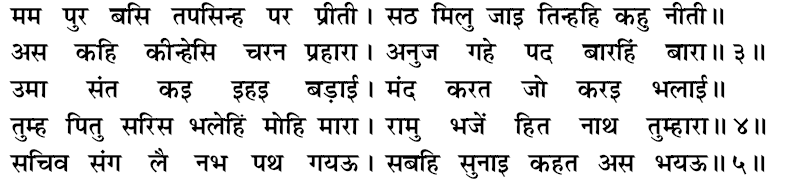 मम पुर बसि तपसिन्ह पर प्रीती। सठ मिलु जाइ तिन्हहि कहु नीती॥
अस कहि कीन्हेसि चरन प्रहारा। अनुज गहे पद बारहिं बारा॥३॥
उमा संत कइ इहइ बड़ाई। मंद करत जो करइ भलाई॥
तुम्ह पितु सरिस भलेहिं मोहि मारा। रामु भजें हित नाथ तुम्हारा॥४॥
सचिव संग लै नभ पथ गयऊ। सबहि सुनाइ कहत अस भयऊ॥५॥